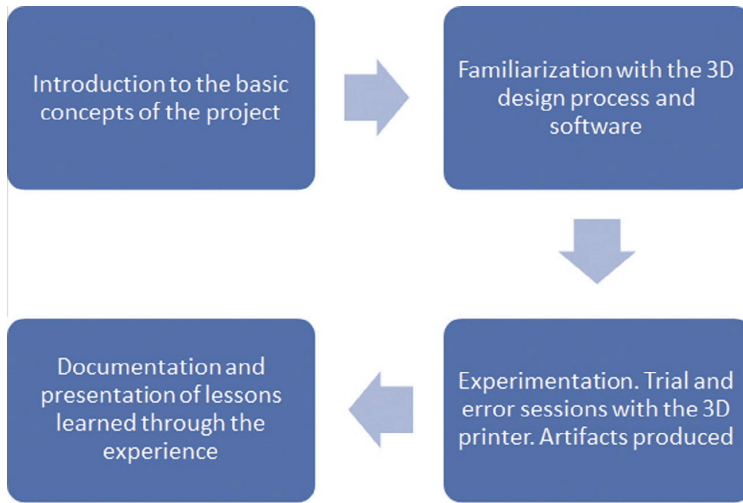 Introduction to the basic
concepts of the project
Familiarization with the 3D
design process and
software
Experimentation. Trial and
error sessions with the 3D
printer. Artifacts produced
Documentation and
presentation of lessons
learned through the
experience